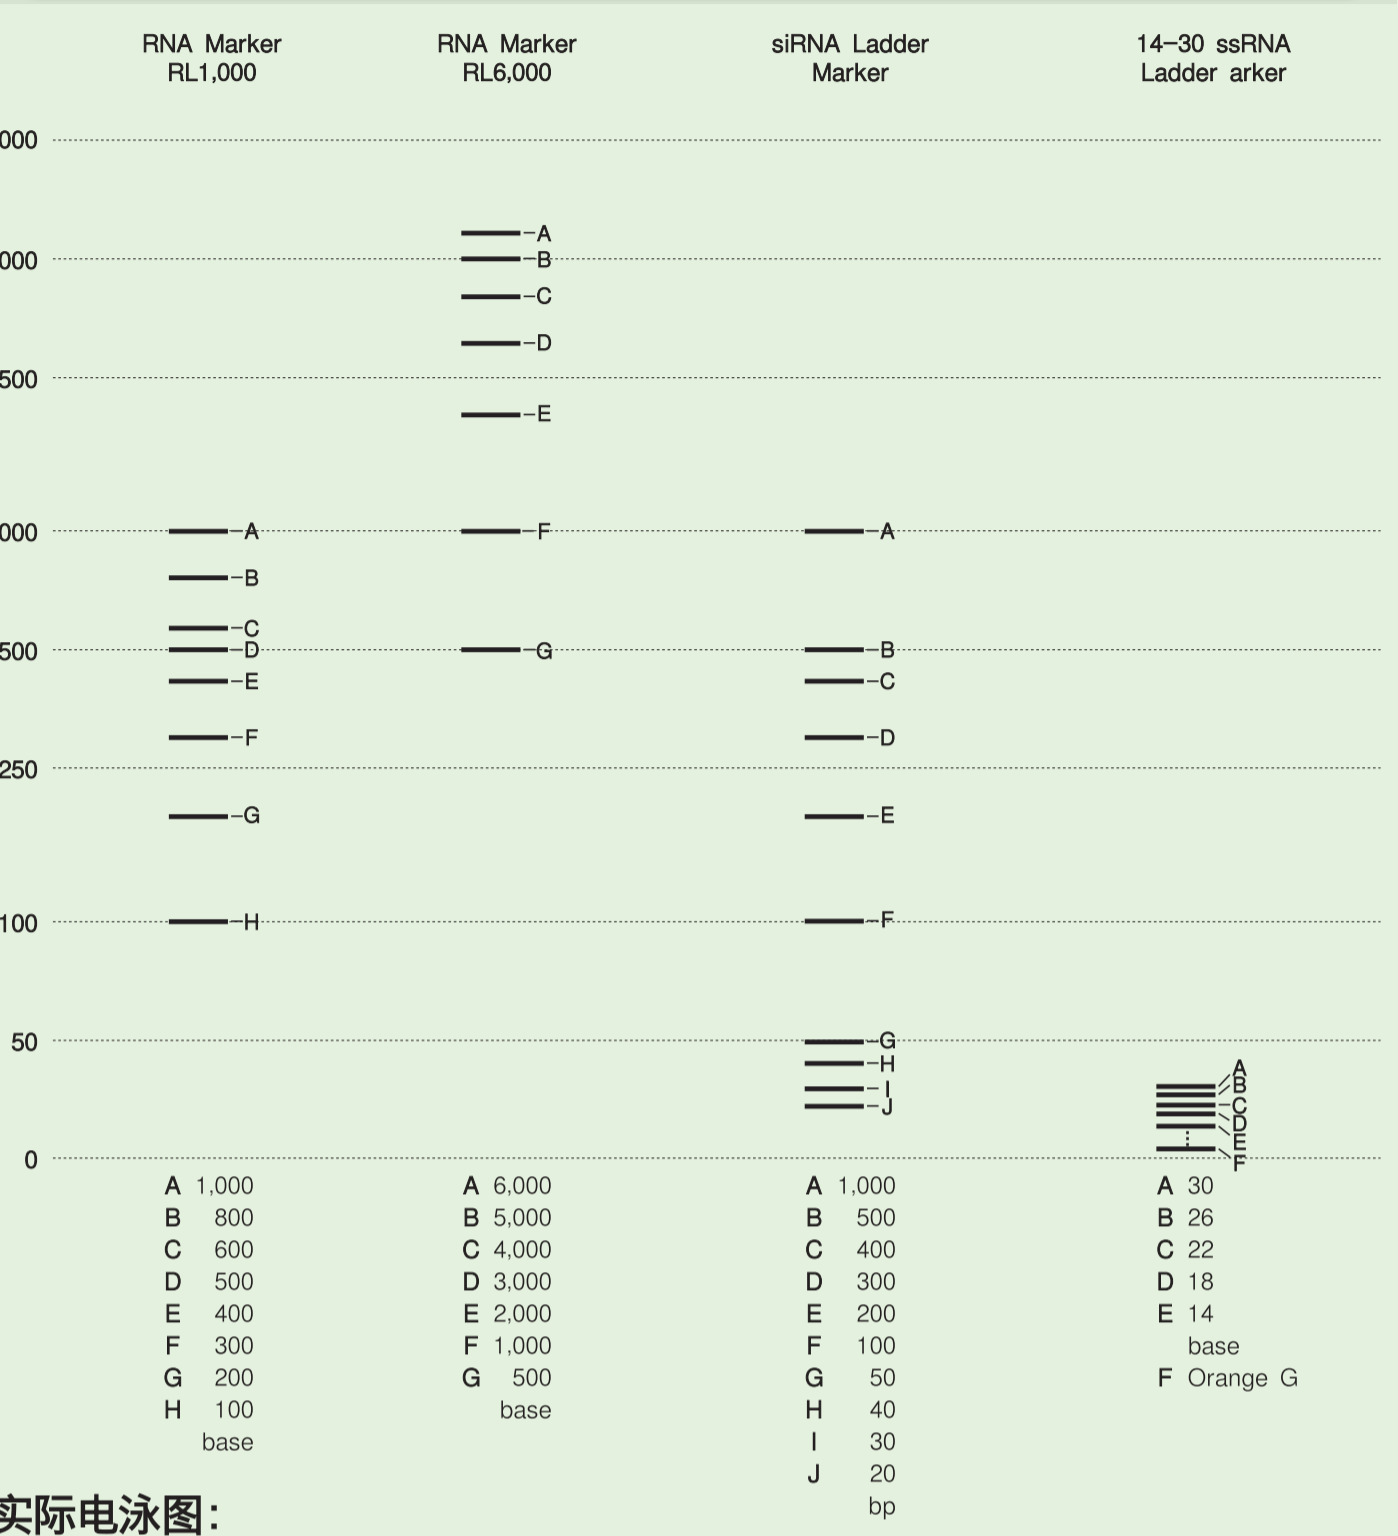 RNA Marker
RL1,000
RNA Marker
RL6,000
siRNA Ladder
Marker
14-30 ssRNA
Ladder arker
000
A
000
B
C
D
500
E
000
A
F
A
B
C
500
D
G
B
E
C
F
D
250
G
E
100
H
F
50
G
H
I
J
A
B
C
D
E
F
0
A 1,000
B 800
C 600
D 500
E 400
F 300
G 200
H 100
base
A 6,000
B 5,000
C 4,000
D 3,000
E 2,000
F 1,000
G 500
base
A 1,000
B 500
C 400
D 300
E 200
F 100
G 50
H 40
I 30
J 20
bp
A 30
B 26
C 22
D 18
E 14
base
F Orange G
实际电泳图：